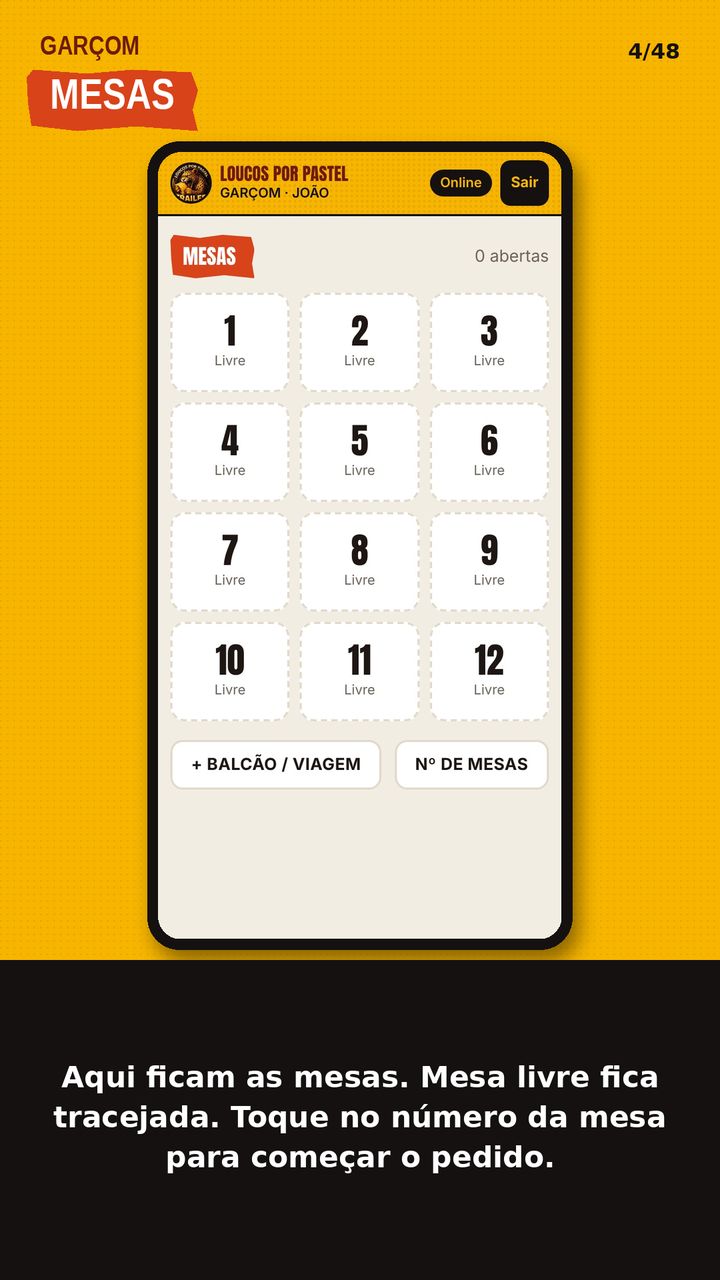 GARÇOM
4/48
MESAS
LOUCOS POR PASTEL
GARÇOM · JOÃO
Online
Sair
MESAS
0 abertas
1
Livre
2
Livre
3
Livre
4
Livre
5
Livre
6
Livre
7
Livre
8
Livre
9
Livre
10
Livre
11
Livre
12
Livre
+ BALCÃO / VIAGEM
Nº DE MESAS
Aqui ficam as mesas. Mesa livre fica
tracejada. Toque no número da mesa
para começar o pedido.